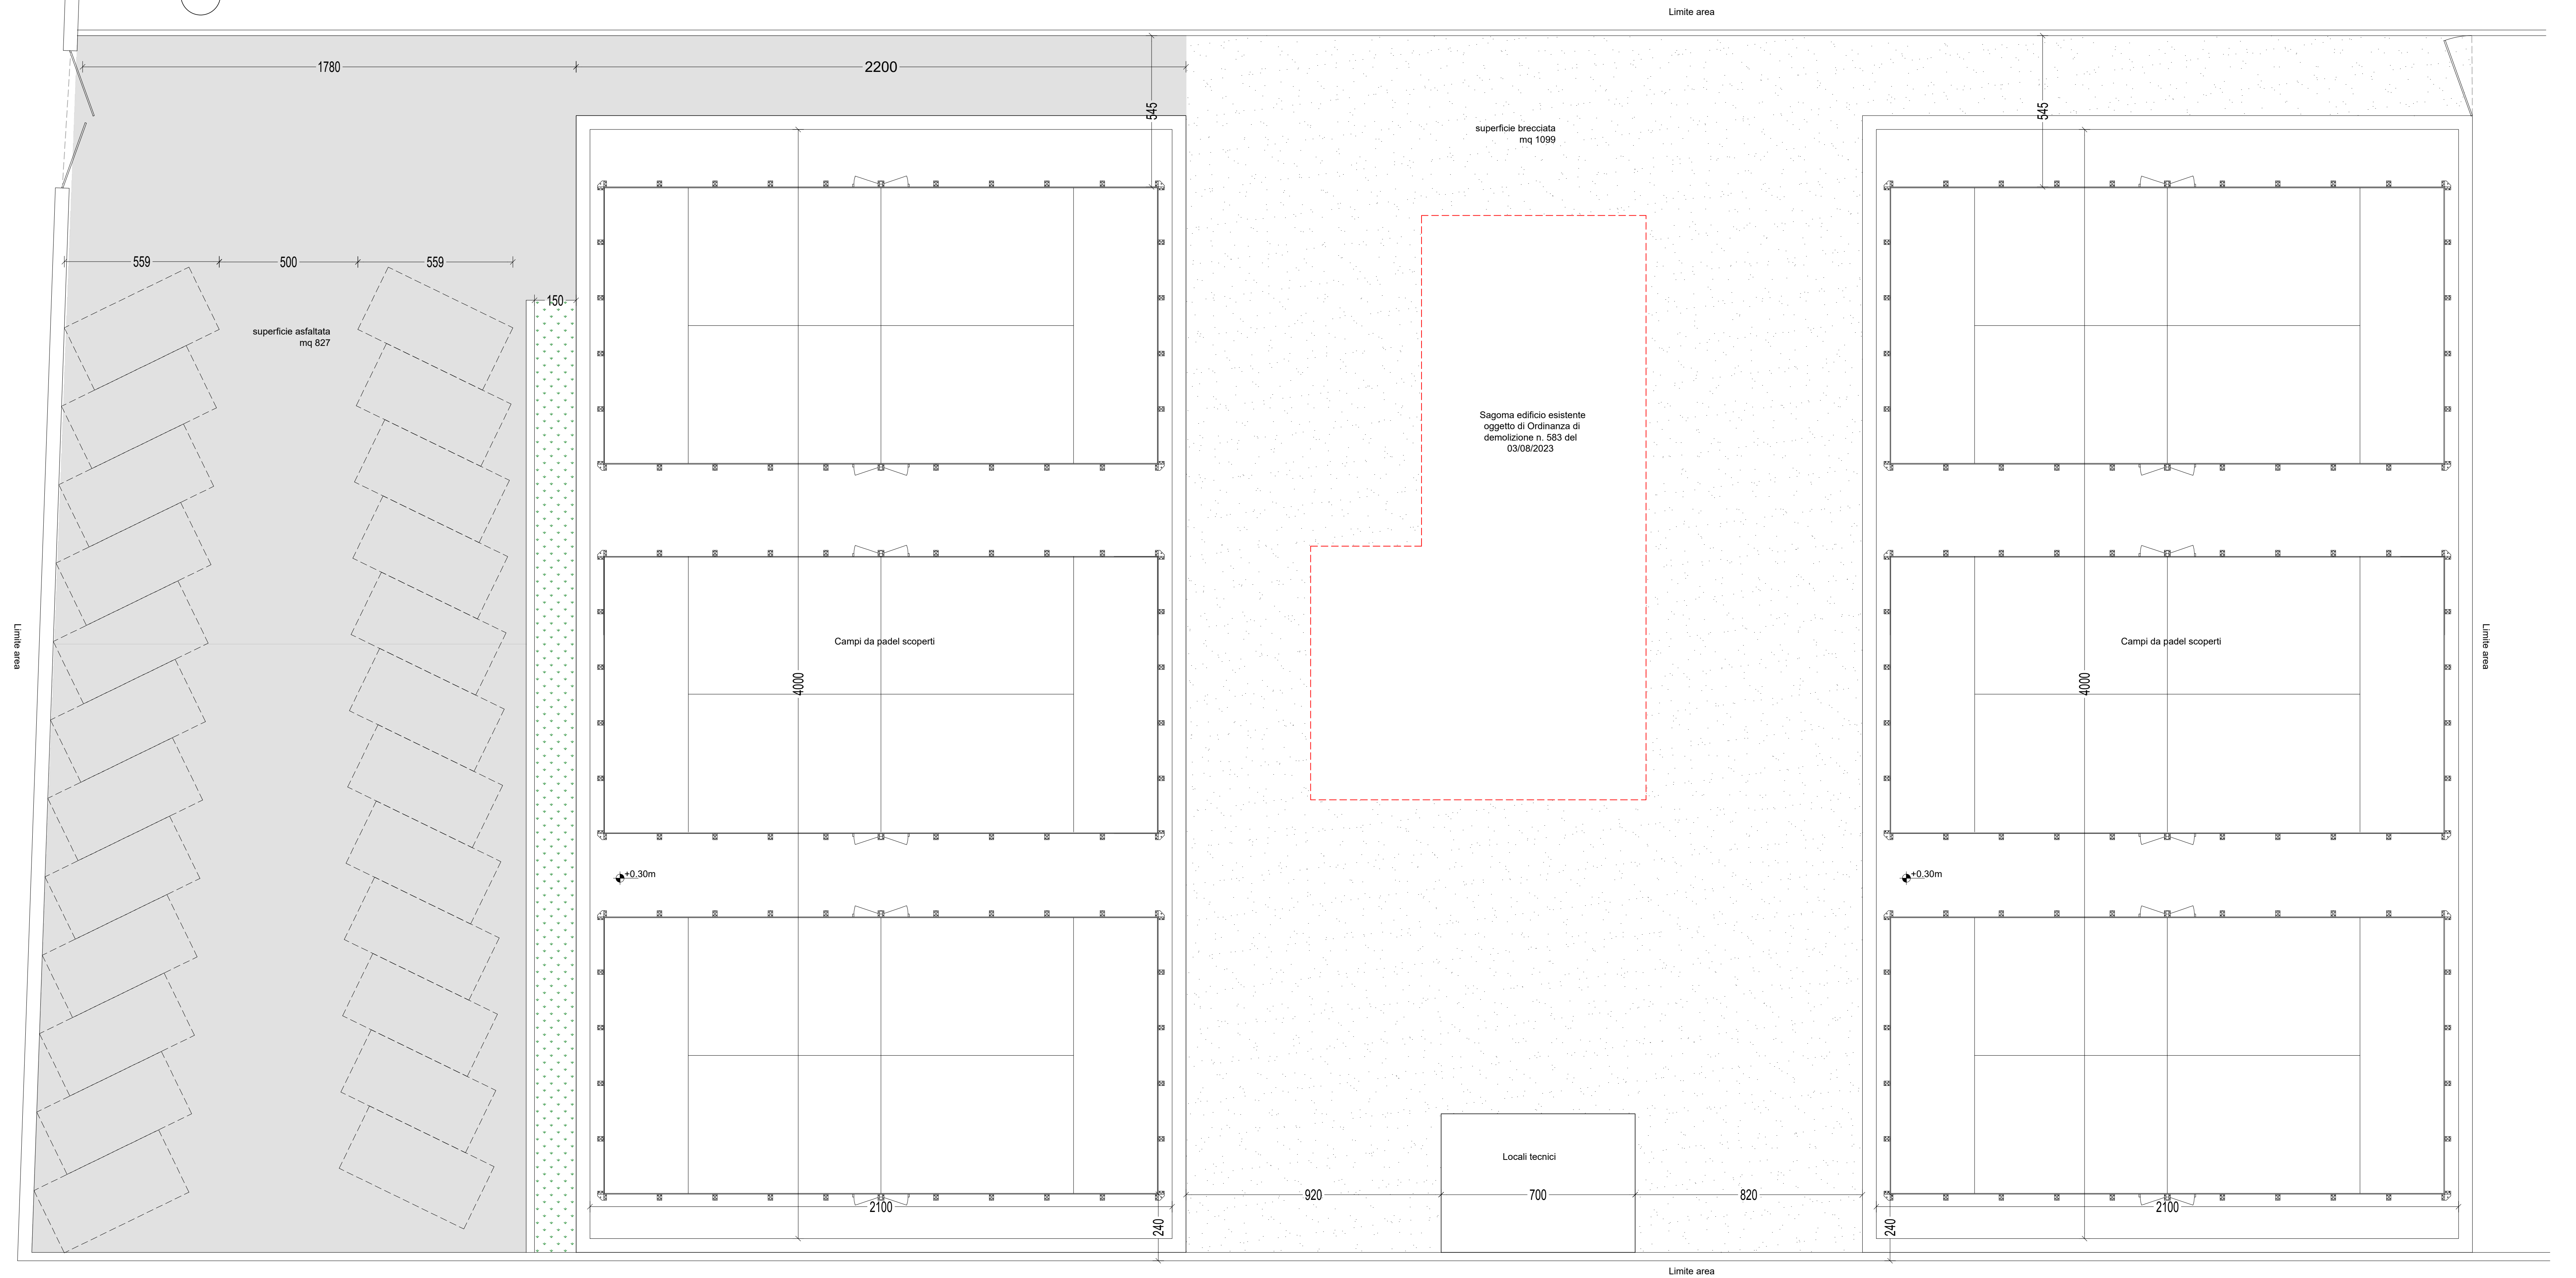 Limite area
1780
2200
545
545
superficie brecciata
mq 1099
559
500
559
150
superficie asfaltata
mq 827
Sagoma edificio esistente
oggetto di Ordinanza di
demolizione n. 583 del
03/08/2023
Limite area
Campi da padel scoperti
4000
Campi da padel scoperti
4000
Limite area
+0.30m
+0.30m
Locali tecnici
920
700
820
2100
240
240
2100
Limite area